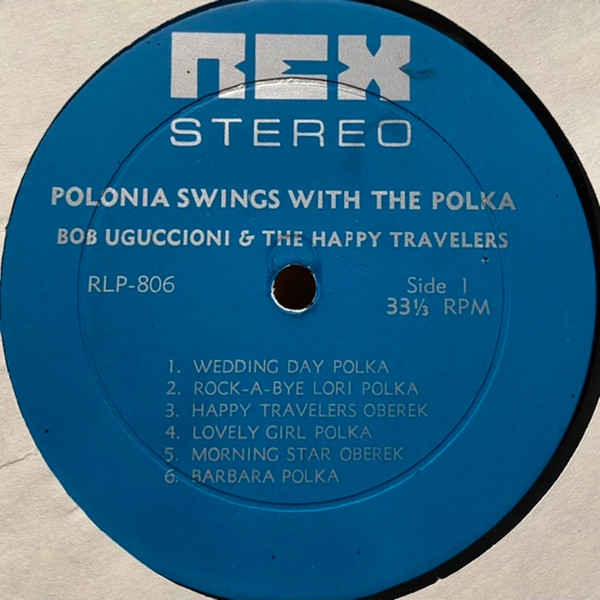 REX
STEREO
POLONIA SWINGS WITH THE POLKA
BOB UGUCCIONI & THE HAPPY TRAVELERS
RLP-806
Side 1
33⅓ RPM
1. WEDDING DAY POLKA
2. ROCK-A-BYE LORI POLKA
3. HAPPY TRAVELERS OBEREK
4. LOVELY GIRL POLKA
5. MORNING STAR OBEREK
6. BARBARA POLKA